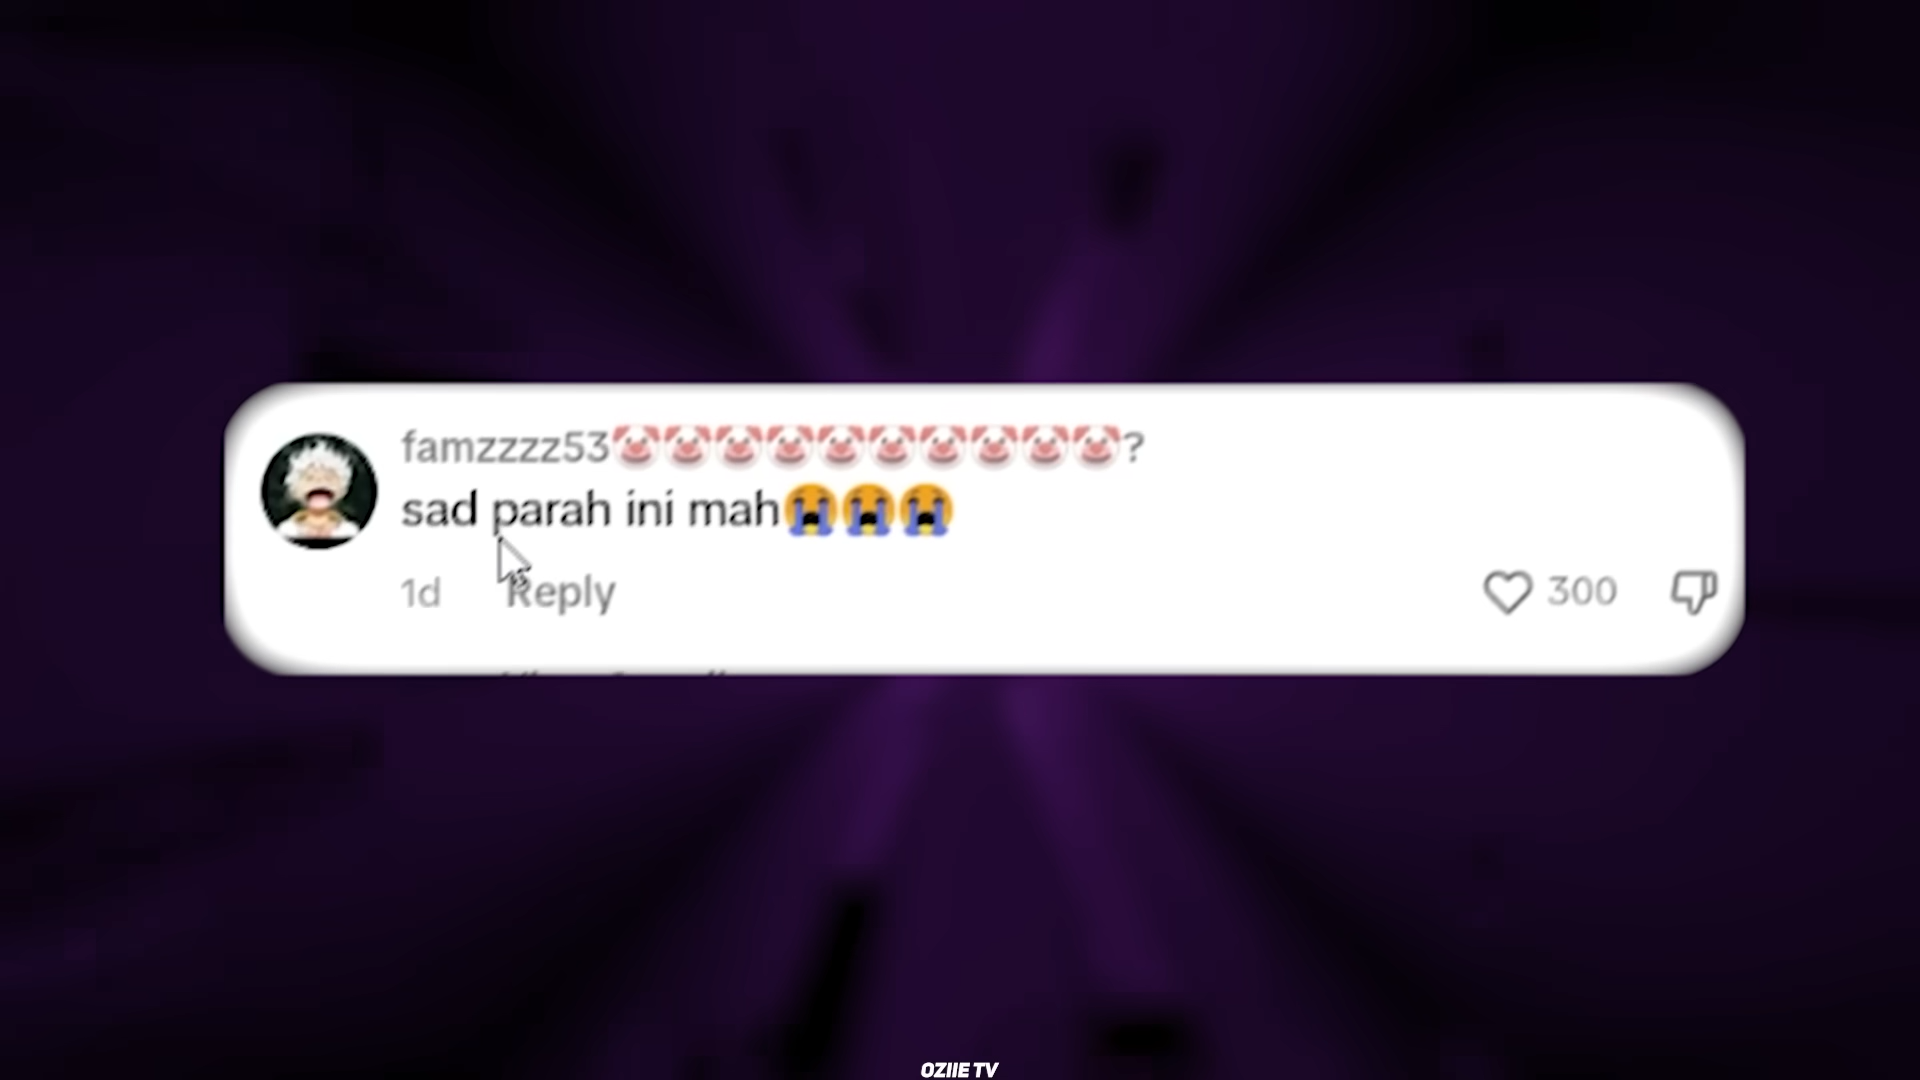 famzzzz53🤡🤡🤡🤡🤡🤡🤡🤡🤡🤡?
sad parah ini mah😭😭😭
1d Reply 300
OZIIE TV